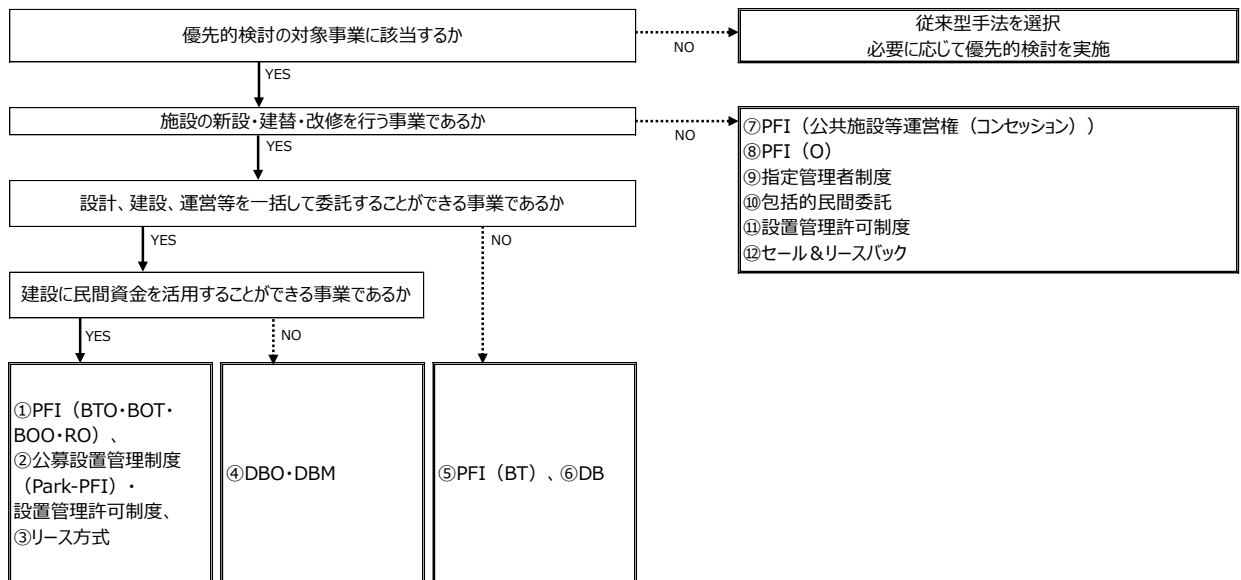 優先的検討の対象事業に該当するか
NO
従来型手法を選択
必要に応じて優先的検討を実施
YES
施設の新設・建替・改修を行う事業であるか
NO
YES
⑦PFI（公共施設等運営権（コンセッション））
⑧PFI（O）
⑨指定管理者制度
⑩包括的民間委託
⑪設置管理許可制度
⑫セール＆リースバック
設計、建設、運営等を一括して委託することができる事業であるか
YES
NO
建設に民間資金を活用することができる事業であるか
YES
NO
①PFI（BTO・BOT・
BOO・RO）、
②公募設置管理制度
（Park-PFI）・
設置管理許可制度、
③リース方式
④DBO・DBM
⑤PFI（BT）、⑥DB